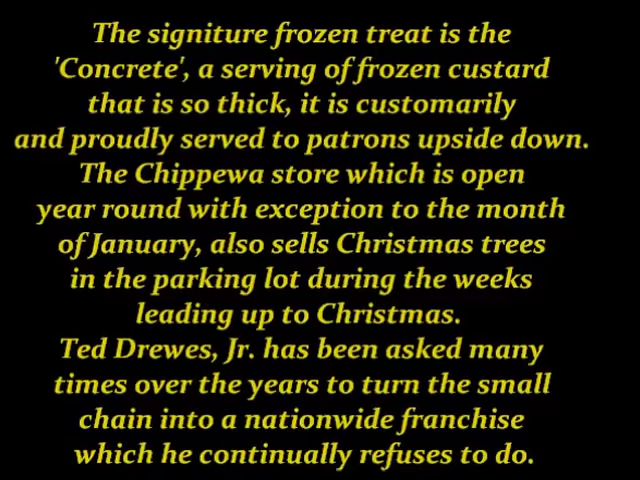 The signiture frozen treat is the
'Concrete', a serving of frozen custard
that is so thick, it is customarily
and proudly served to patrons upside down.
The Chippewa store which is open
year round with exception to the month
of January, also sells Christmas trees
in the parking lot during the weeks
leading up to Christmas.
Ted Drewes, Jr. has been asked many
times over the years to turn the small
chain into a nationwide franchise
which he continually refuses to do.